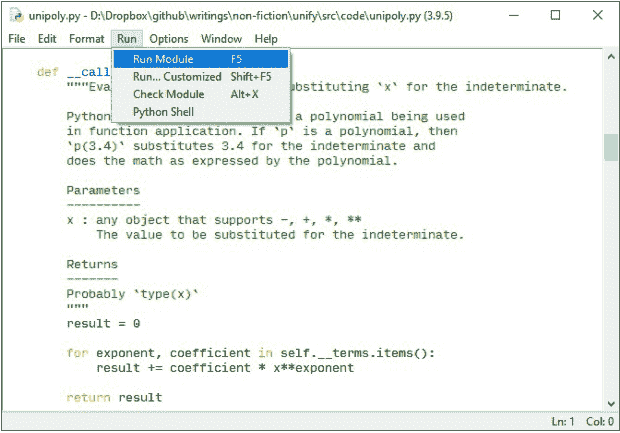 unipoly.py - D:\Dropbox\github\writings\non-fiction\unify\src\code\unipoly.py (3.9.5)
File Edit Format Run Options Window Help
Run Module F5
Run... Customized Shift+F5
Check Module Alt+X
Python Shell
def __call
"""Eva substituting `x` for the indeterminate.
Python a polynomial being used
in function application. If `p` is a polynomial, then
`p(3.4)` substitutes 3.4 for the indeterminate and
does the math as expressed by the polynomial.
Parameters
----------
x : any object that supports -, +, *, **
The value to be substituted for the indeterminate.
Returns
-------
Probably `type(x)`
"""
result = 0
for exponent, coefficient in self.__terms.items():
result += coefficient * x**exponent
return result
Ln: 1 Col: 0